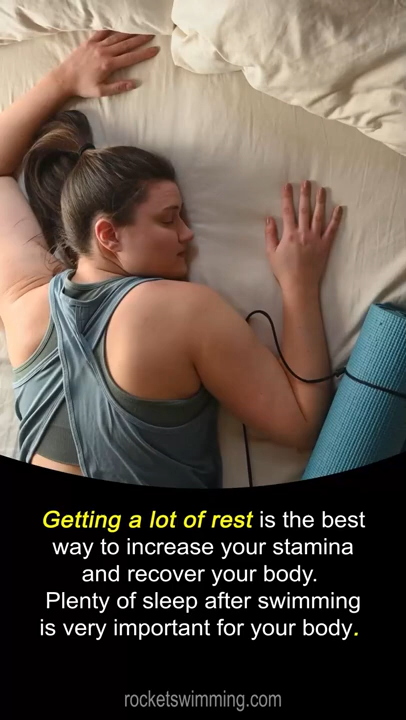 Getting a lot of rest is the best
way to increase your stamina
and recover your body.
Plenty of sleep after swimming
is very important for your body.
rocketswimming.com